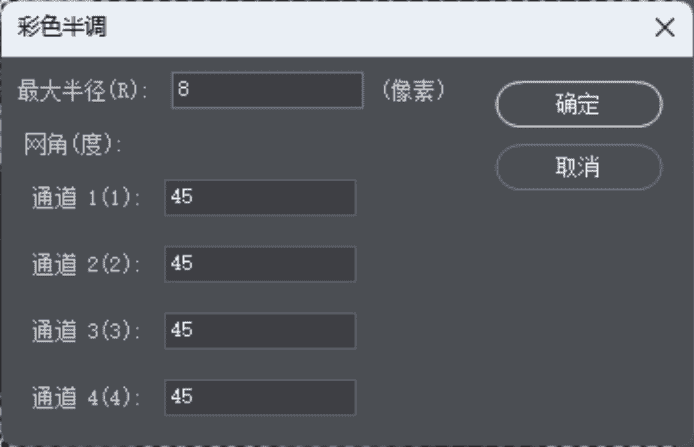 彩色半调
最大半径(R): 8 (像素)
确定
网角(度):
取消
通道 1(1): 45
通道 2(2): 45
通道 3(3): 45
通道 4(4): 45